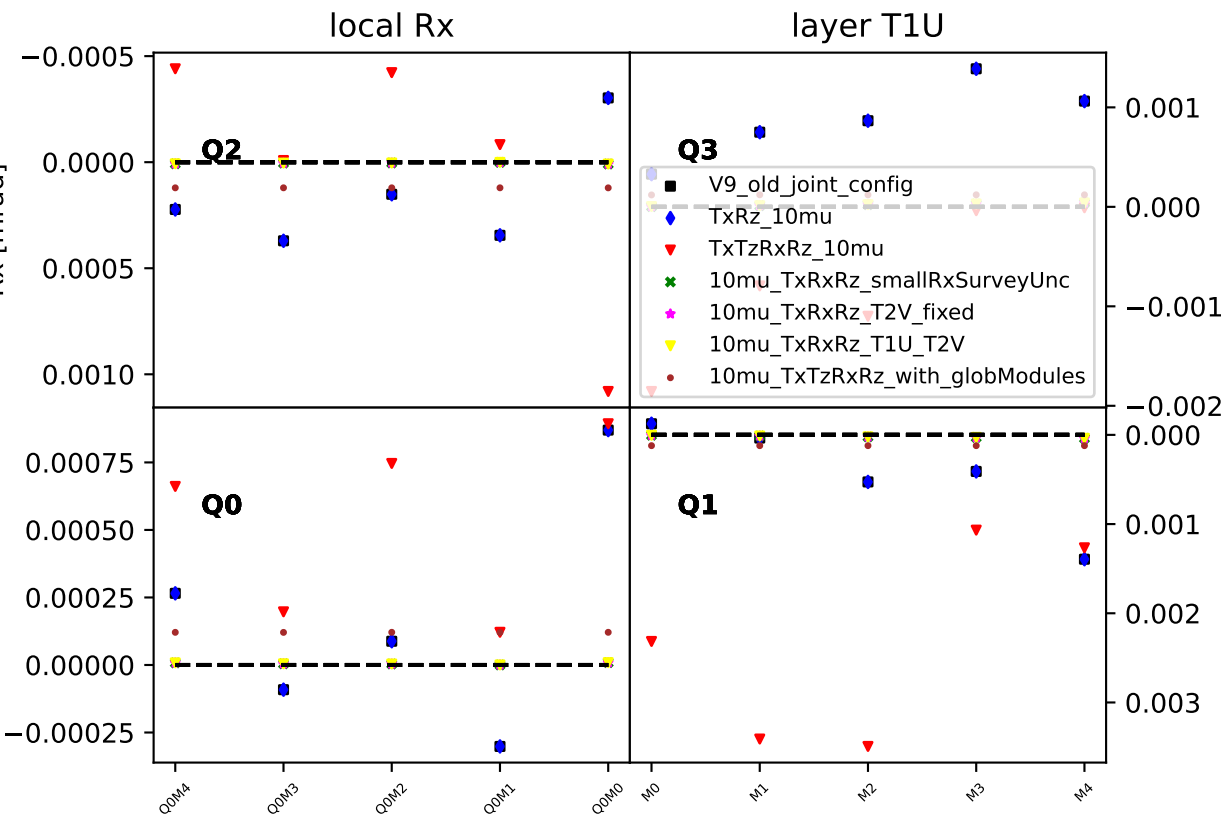 local Rx
layer T1U
−0.0005
0.0000
0.0005
0.0010
Q2
Q3
0.001
0.000
−0.001
−0.002
V9_old_joint_config
TxRz_10mu
TxTzRxRz_10mu
10mu_TxRxRz_smallRxSurveyUnc
10mu_TxRxRz_T2V_fixed
10mu_TxRxRz_T1U_T2V
10mu_TxTzRxRz_with_globModules
0.00075
0.00050
0.00025
0.00000
−0.00025
Q0
Q1
0.000
0.001
0.002
0.003
Q0M4
Q0M3
Q0M2
Q0M1
Q0M0
M0
M1
M2
M3
M4